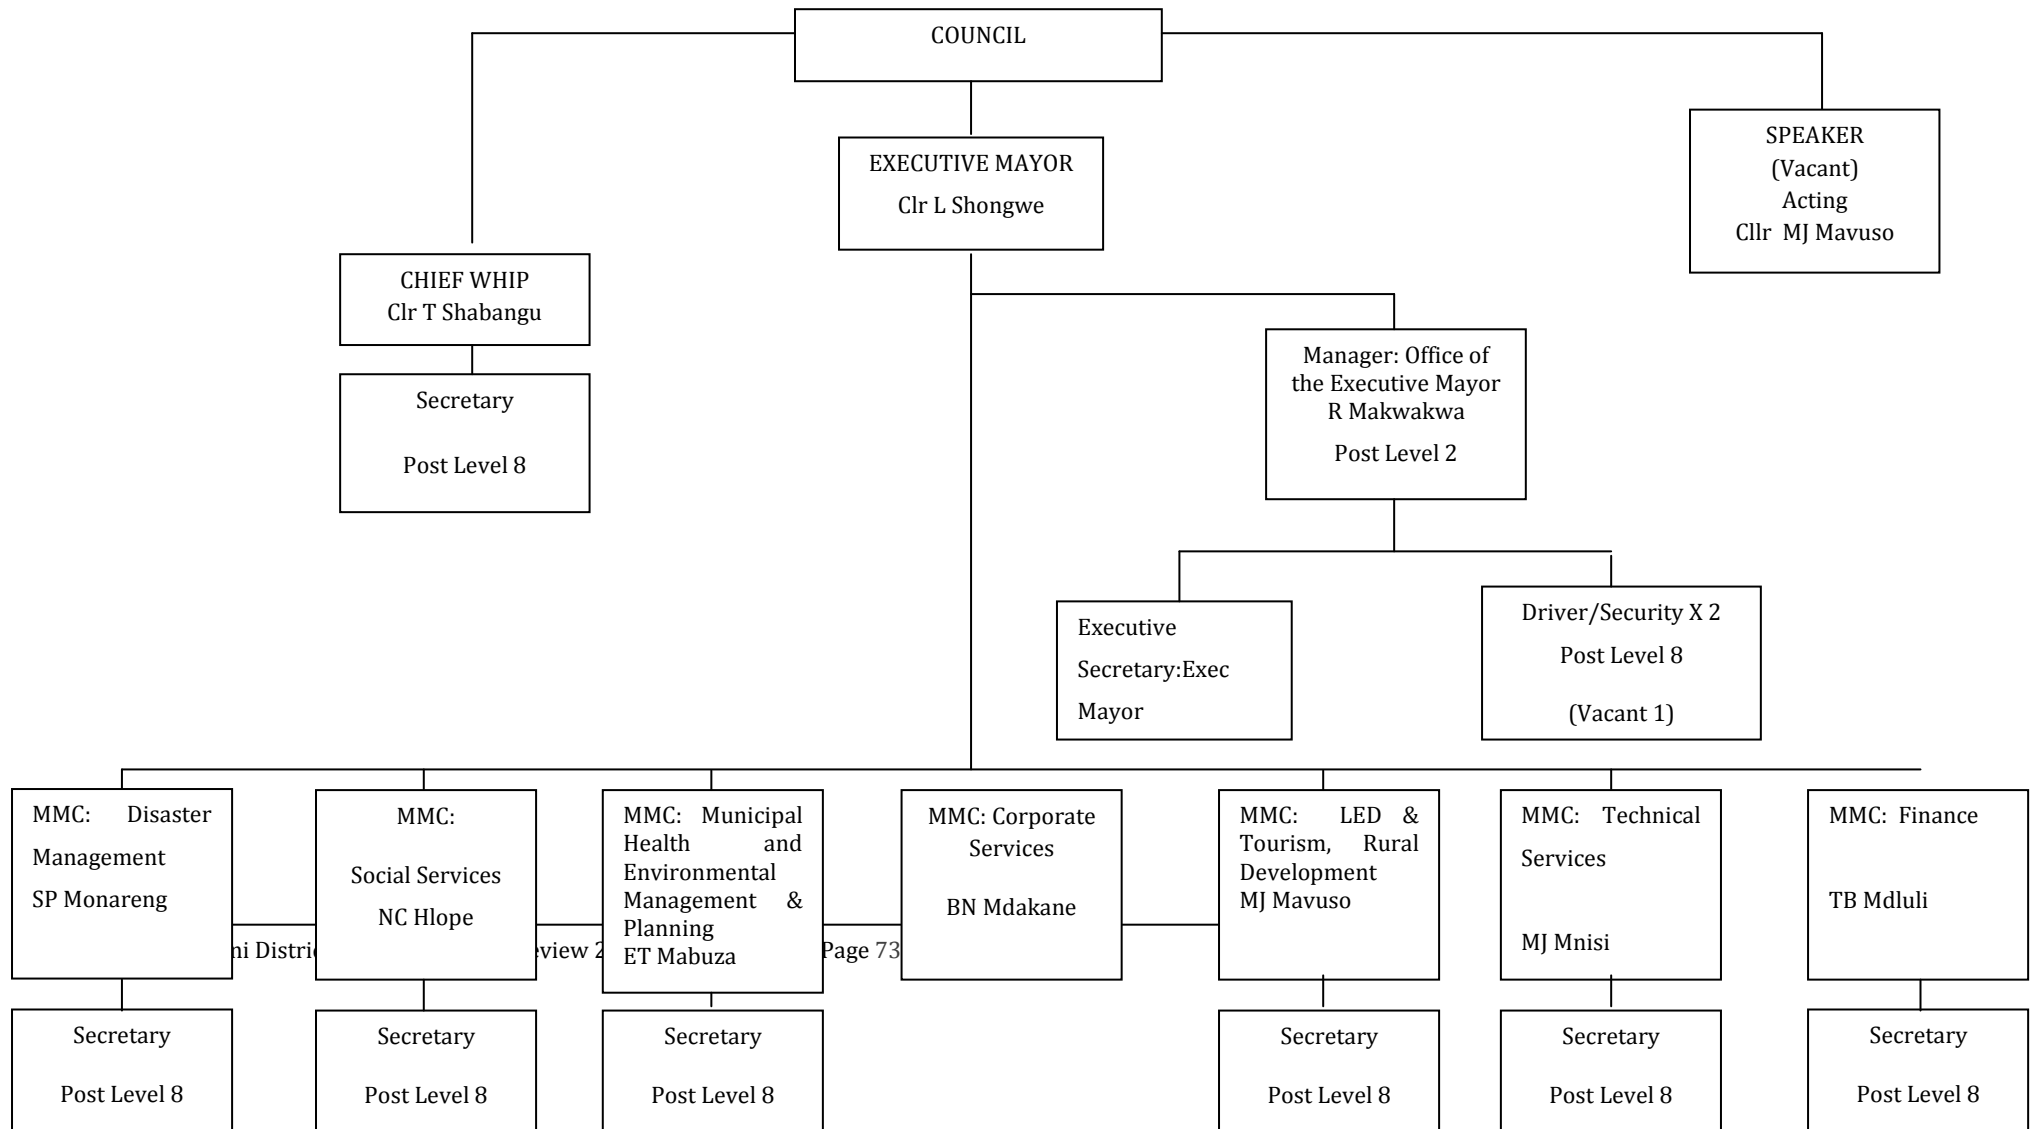 COUNCIL
EXECUTIVE MAYOR
Clr L Shongwe
SPEAKER
(Vacant)
Acting
Cllr MJ Mavuso
CHIEF WHIP
Clr T Shabangu
Secretary
Post Level 8
Manager: Office of
the Executive Mayor
R Makwakwa
Post Level 2
Executive
Secretary:Exec
Mayor
Driver/Security X 2
Post Level 8
(Vacant 1)
MMC: Disaster
Management
SP Monareng
MMC:
Social Services
NC Hlope
MMC: Municipal
Health and
Environmental
Management &
Planning
ET Mabuza
MMC: Corporate
Services
BN Mdakane
MMC: LED &
Tourism, Rural
Development
MJ Mavuso
MMC: Technical
Services
MJ Mnisi
MMC: Finance
TB Mdluli
Page 73
Secretary
Post Level 8
Secretary
Post Level 8
Secretary
Post Level 8
Secretary
Post Level 8
Secretary
Post Level 8
Secretary
Post Level 8